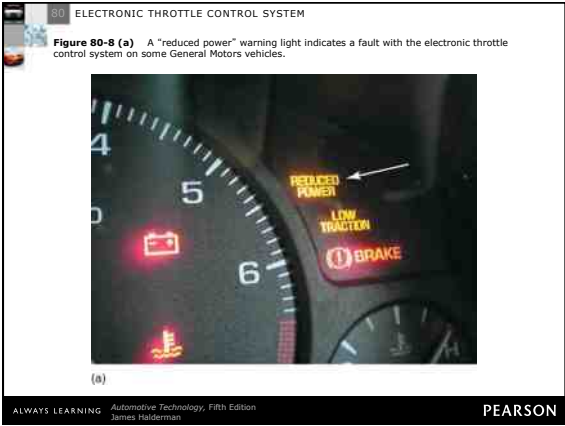 80 ELECTRONIC THROTTLE CONTROL SYSTEM
Figure 80-8 (a) A “reduced power” warning light indicates a fault with the electronic throttle
control system on some General Motors vehicles.
4
5
6
REDUCED
POWER
LOW
TRACTION
BRAKE
H
(a)
ALWAYS LEARNING
Automotive Technology, Fifth Edition
James Halderman
PEARSON